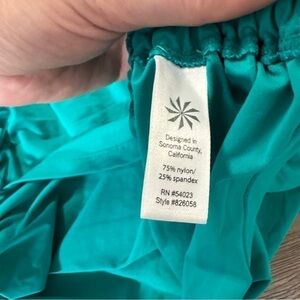 Designed in
Sonoma County,
California
75% nylon/
25% spandex
RN #54023
Style #826058